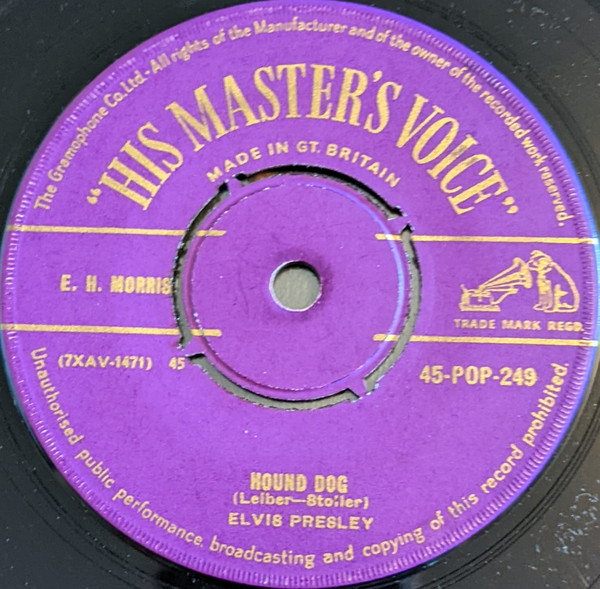 The Gramophone Co. Ltd.- All rights of the Manufacturer and of the owner of the recorded work reserved.
"HIS MASTER'S VOICE"
MADE IN GT. BRITAIN
E. H. MORRIS
TRADE MARK REGD.
(7XAV-1471) 45
45-POP-249
HOUND DOG
(Leiber—Stoller)
ELVIS PRESLEY
Unauthorised public performance, broadcasting and copying of this record prohibited.